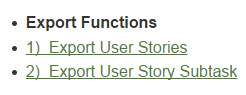 Export Functions
1) Export User Stories
2) Export User Story Subtask